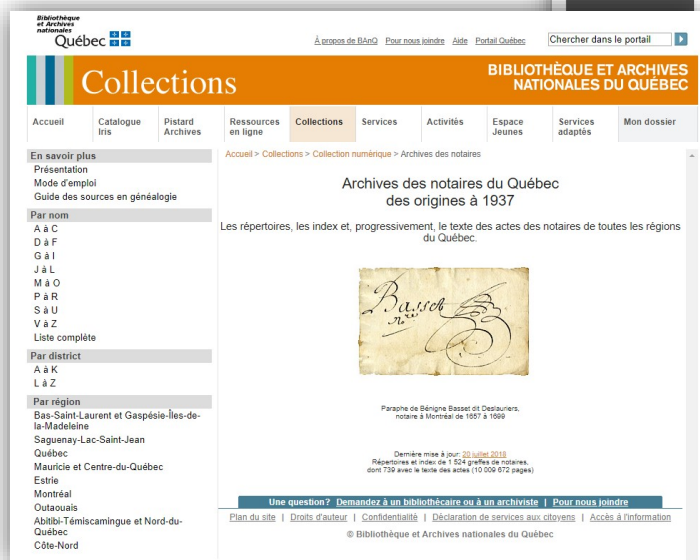 Bibliothèque
et Archives
nationales
Québec
À propos de BAnQ Pour nous joindre Aide Portail Québec
Chercher dans le portail
Collections
BIBLIOTHÈQUE ET ARCHIVES
NATIONALES DU QUÉBEC
Accueil
Catalogue
Iris
Pistard
Archives
Ressources
en ligne
Collections
Services
Activités
Espace
Jeunes
Services
adaptés
Mon dossier
En savoir plus
Présentation
Mode d'emploi
Guide des sources en généalogie
Par nom
A à C
D à F
G à I
J à L
M à O
P à R
S à U
V à Z
Liste complète
Par district
A à K
L à Z
Par région
Bas-Saint-Laurent et Gaspésie-Îles-de-
la-Madeleine
Saguenay-Lac-Saint-Jean
Québec
Mauricie et Centre-du-Québec
Estrie
Montréal
Outaouais
Abitibi-Témiscamingue et Nord-du-
Québec
Côte-Nord
Accueil > Collections > Collection numérique > Archives des notaires
Archives des notaires du Québec
des origines à 1937
Les répertoires, les index et, progressivement, le texte des actes des notaires de toutes les régions
du Québec.
Basset
Paraphe de Bénigne Basset dit Deslauriers,
notaire à Montréal de 1657 à 1699
Dernière mise à jour: 20 juillet 2018
Répertoires et index de 1 524 greffes de notaires,
dont 739 avec le texte des actes (10 009 672 pages)
Une question? Demandez à un bibliothécaire ou à un archiviste | Pour nous joindre
Plan du site | Droits d'auteur | Confidentialité | Déclaration de services aux citoyens | Accès à l'information
© Bibliothèque et Archives nationales du Québec